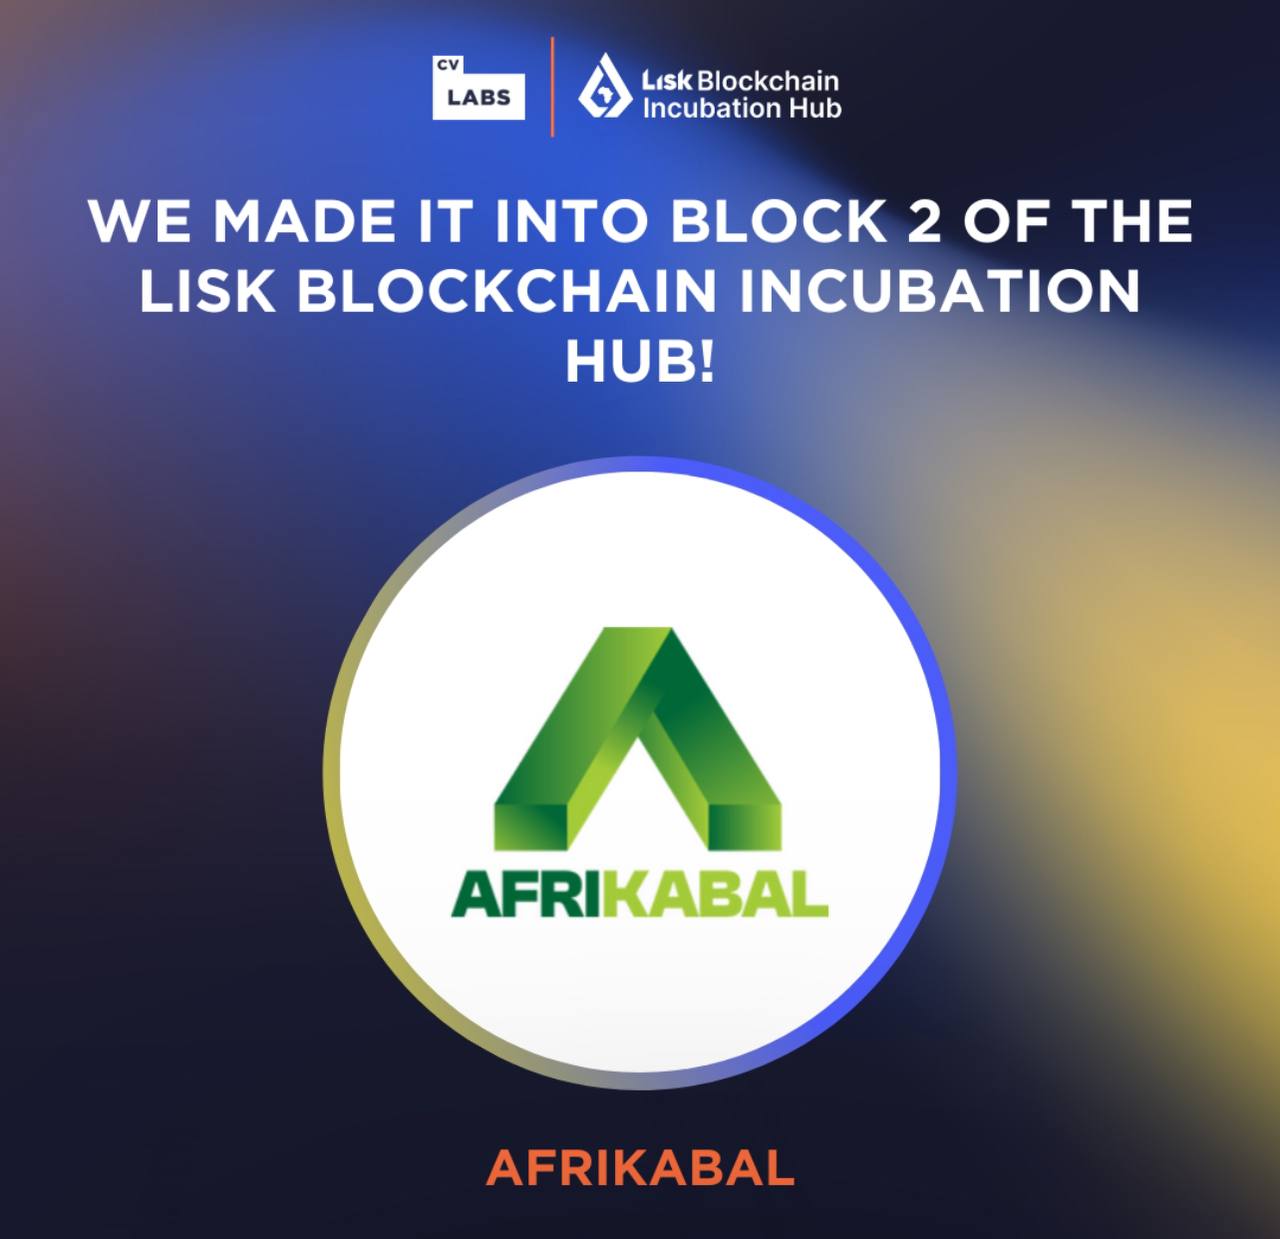 CV
LABS
Lisk Blockchain
Incubation Hub
WE MADE IT INTO BLOCK 2 OF THE
LISK BLOCKCHAIN INCUBATION
HUB!
AFRIKABAL
AFRIKABAL